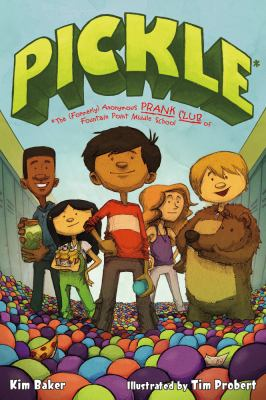 PICKLE*
*The (Formerly) Anonymous PRANK CLUB of
Fountain Point Middle School
Kim Baker
Illustrated by Tim Probert